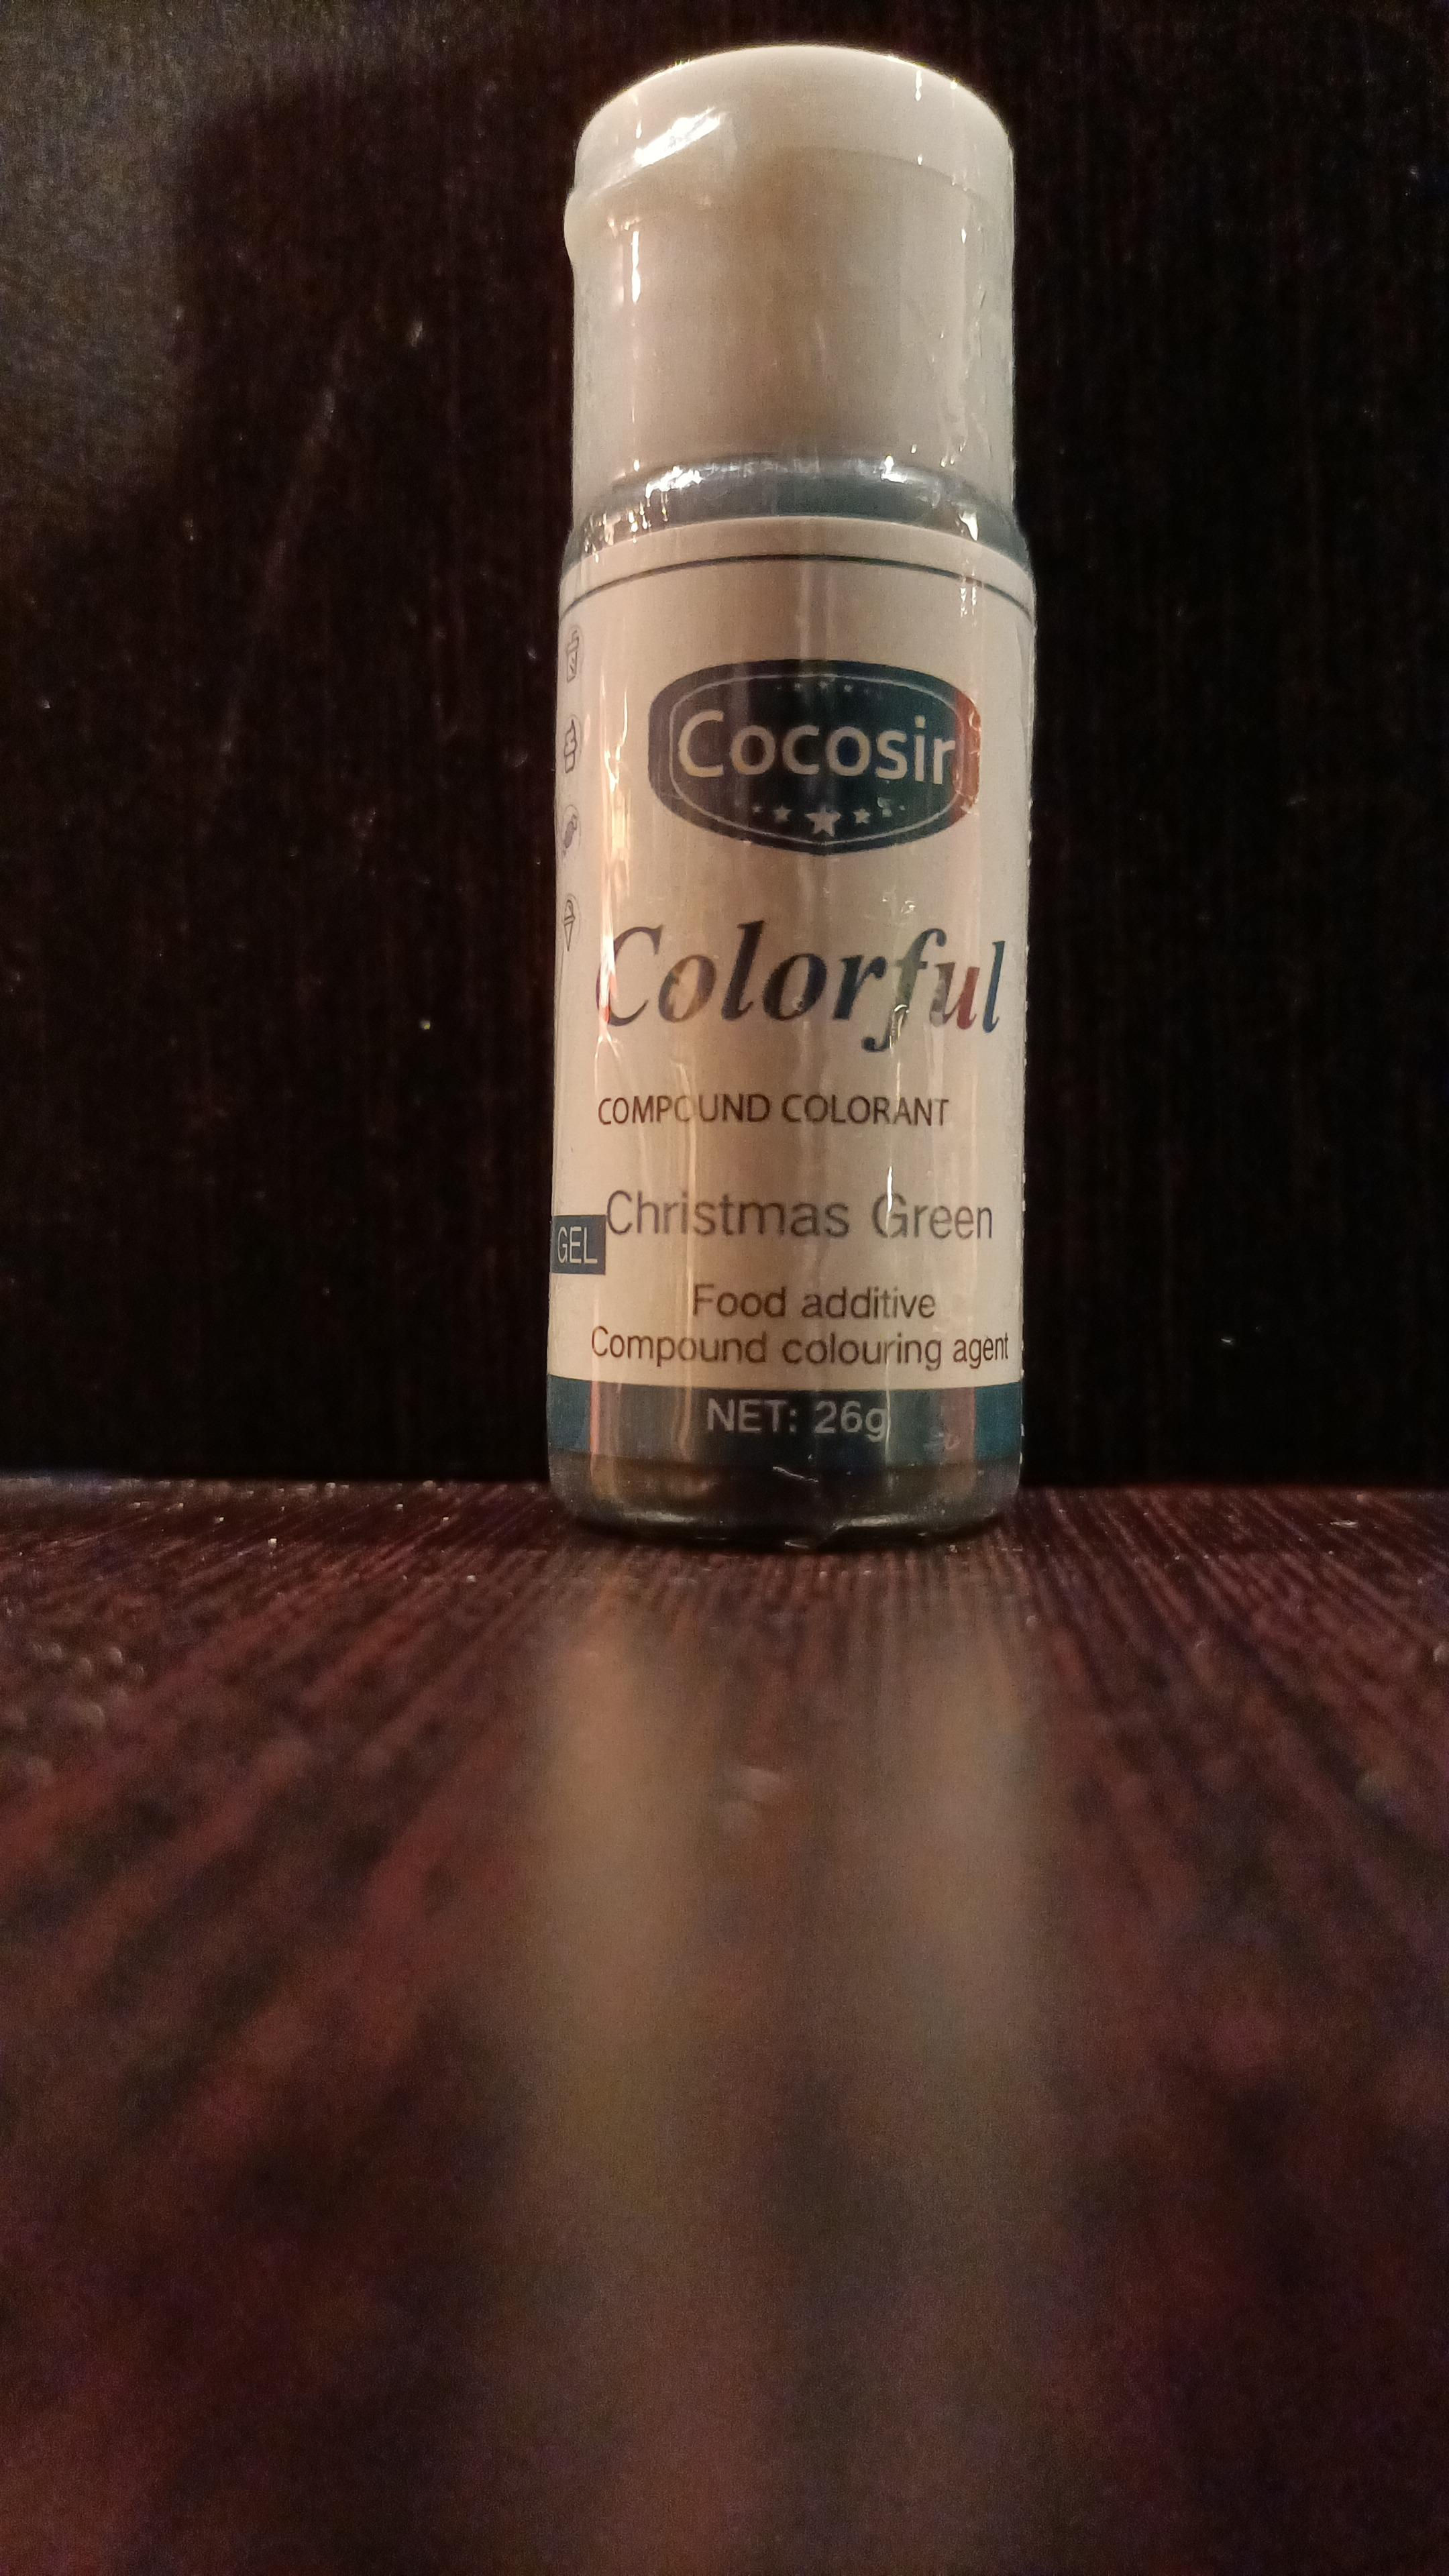 Cocosir
Colorful
COMPOUND COLORANT
Christmas Green
GEL
Food additive
Compound colouring agent
NET: 26g